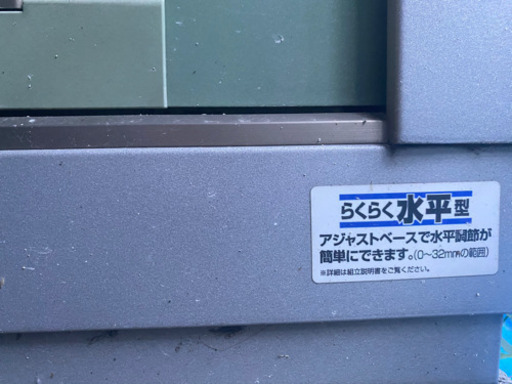 らくらく水平型
アジャストベースで水平調節が
簡単にできます。(0〜32mmの範囲)
※詳細は組立説明書をご覧ください。